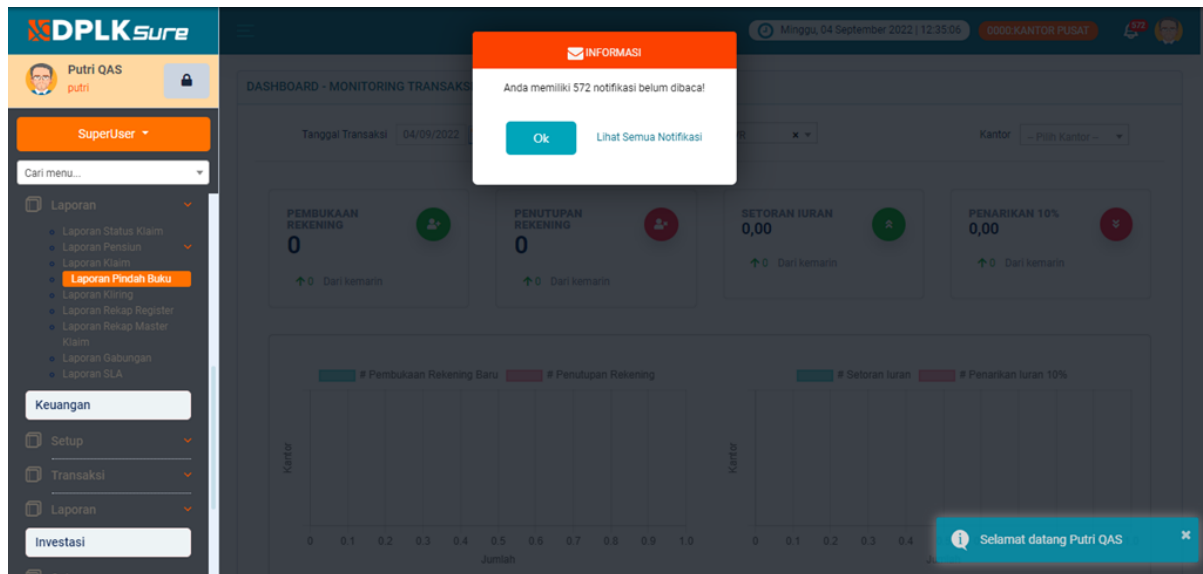 DPLKSure
Putri QAS
putri
SuperUser
Cari menu...
Laporan
Laporan Status Klaim
Laporan Pensiun
Laporan Klaim
Laporan Pindah Buku
Laporan Kliring
Laporan Rekap Register
Laporan Rekap Master
Klaim
Laporan Gabungan
Laporan SLA
Keuangan
Setup
Transaksi
Laporan
Investasi
Minggu, 04 September 2022 | 12:35:06
0000:KANTOR PUSAT
572
INFORMASI
Anda memiliki 572 notifikasi belum dibaca!
Ok
Lihat Semua Notifikasi
DASHBOARD - MONITORING TRANSAKSI
Tanggal Transaksi 04/09/2022
Kantor -- Pilih Kantor --
PEMBUKAAN
REKENING
0
0 Dari kemarin
PENUTUPAN
REKENING
0
0 Dari kemarin
SETORAN IURAN
0,00
0 Dari kemarin
PENARIKAN 10%
0,00
0 Dari kemarin
# Pembukaan Rekening Baru # Penutupan Rekening
Kantor
0 0.1 0.2 0.3 0.4 0.5 0.6 0.7 0.8 0.9 1.0
Jumlah
# Setoran Iuran # Penarikan Iuran 10%
Kantor
0 0.1 0.2 0.3 0.4
Selamat datang Putri QAS